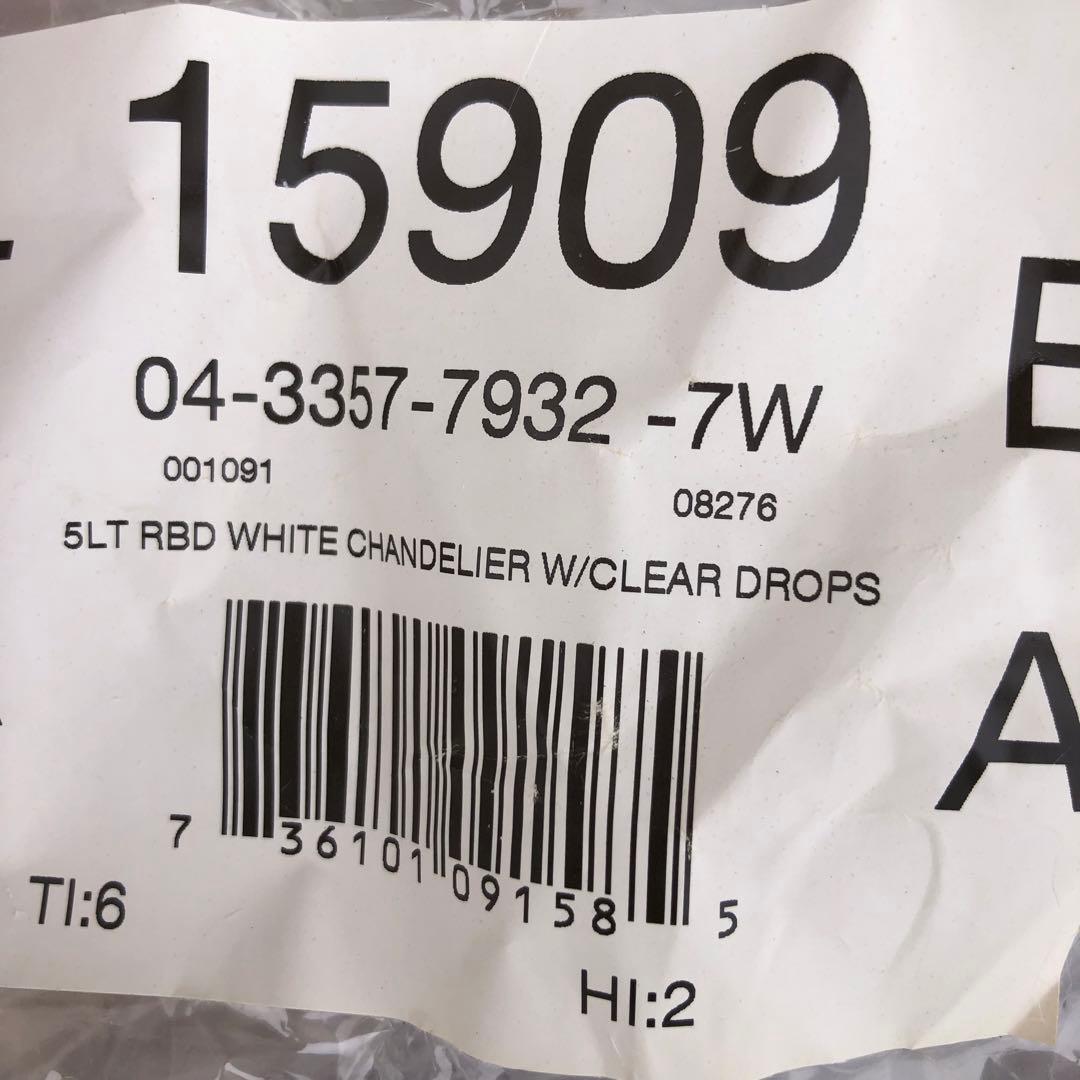 15909
E
04-3357-7932 -7W
001091
08276
5LT RBD WHITE CHANDELIER W/CLEAR DROPS
A
7 36101 09158 5
TI:6
HI:2